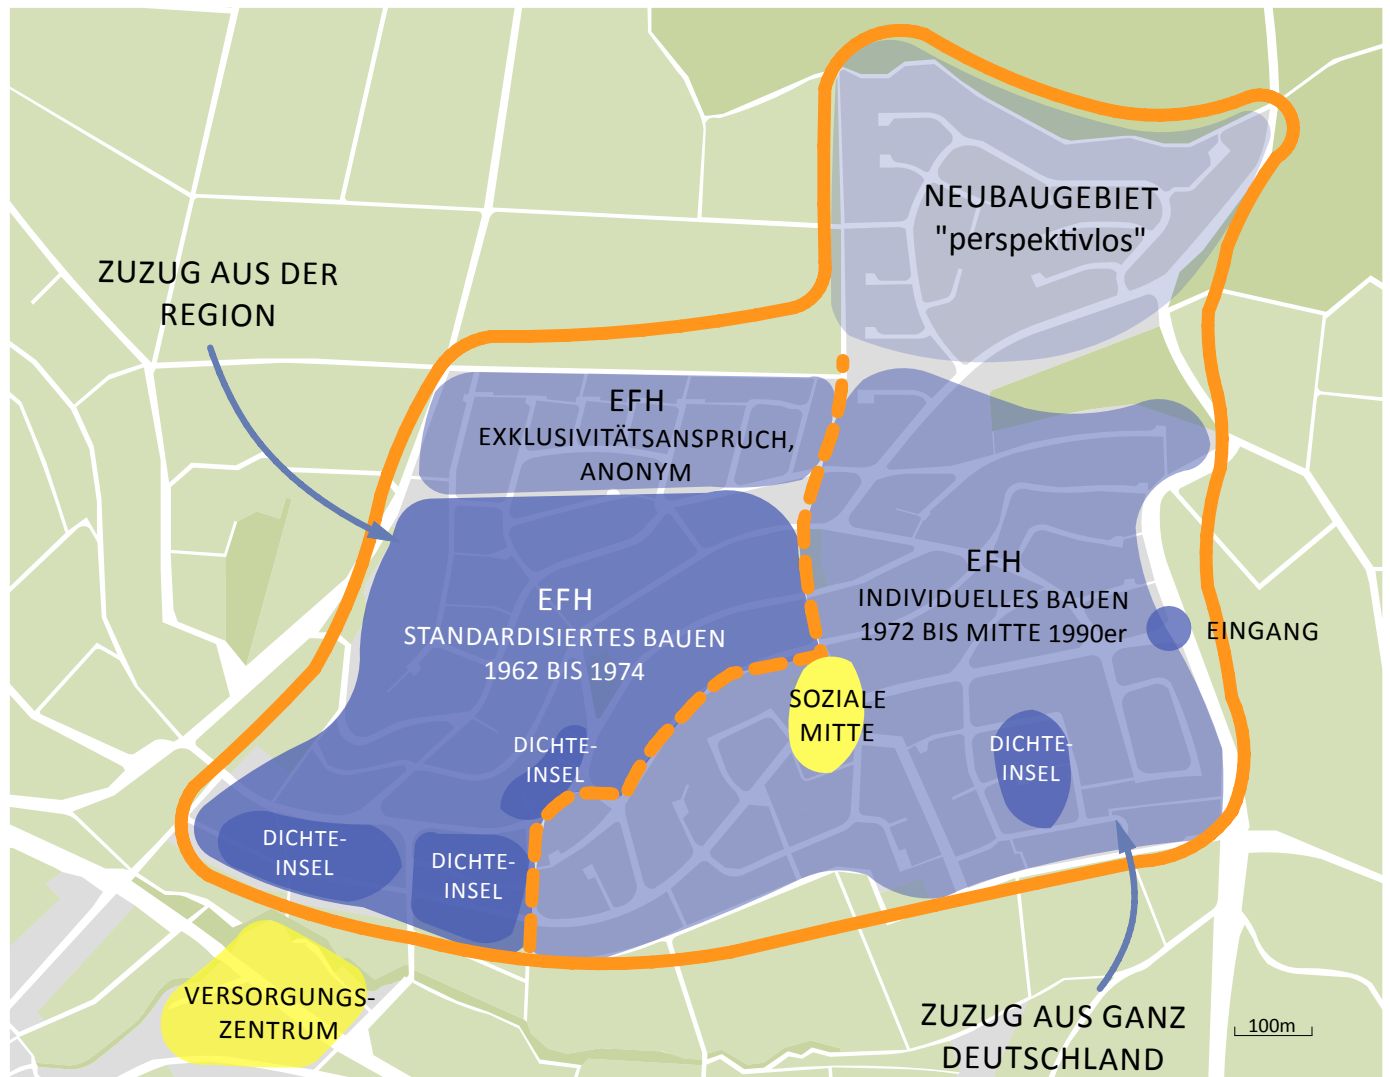 NEUBAUGEBIET
"perspektivlos"
ZUZUG AUS DER
REGION
EFH
EXKLUSIVITÄTSANSPRUCH,
ANONYM
EFH
STANDARDISIERTES BAUEN
1962 BIS 1974
EFH
INDIVIDUELLES BAUEN
1972 BIS MITTE 1990er
EINGANG
SOZIALE
MITTE
DICHTE-
INSEL
DICHTE-
INSEL
DICHTE-
INSEL
DICHTE-
INSEL
VERSORGUNGS-
ZENTRUM
ZUZUG AUS GANZ
DEUTSCHLAND
100m